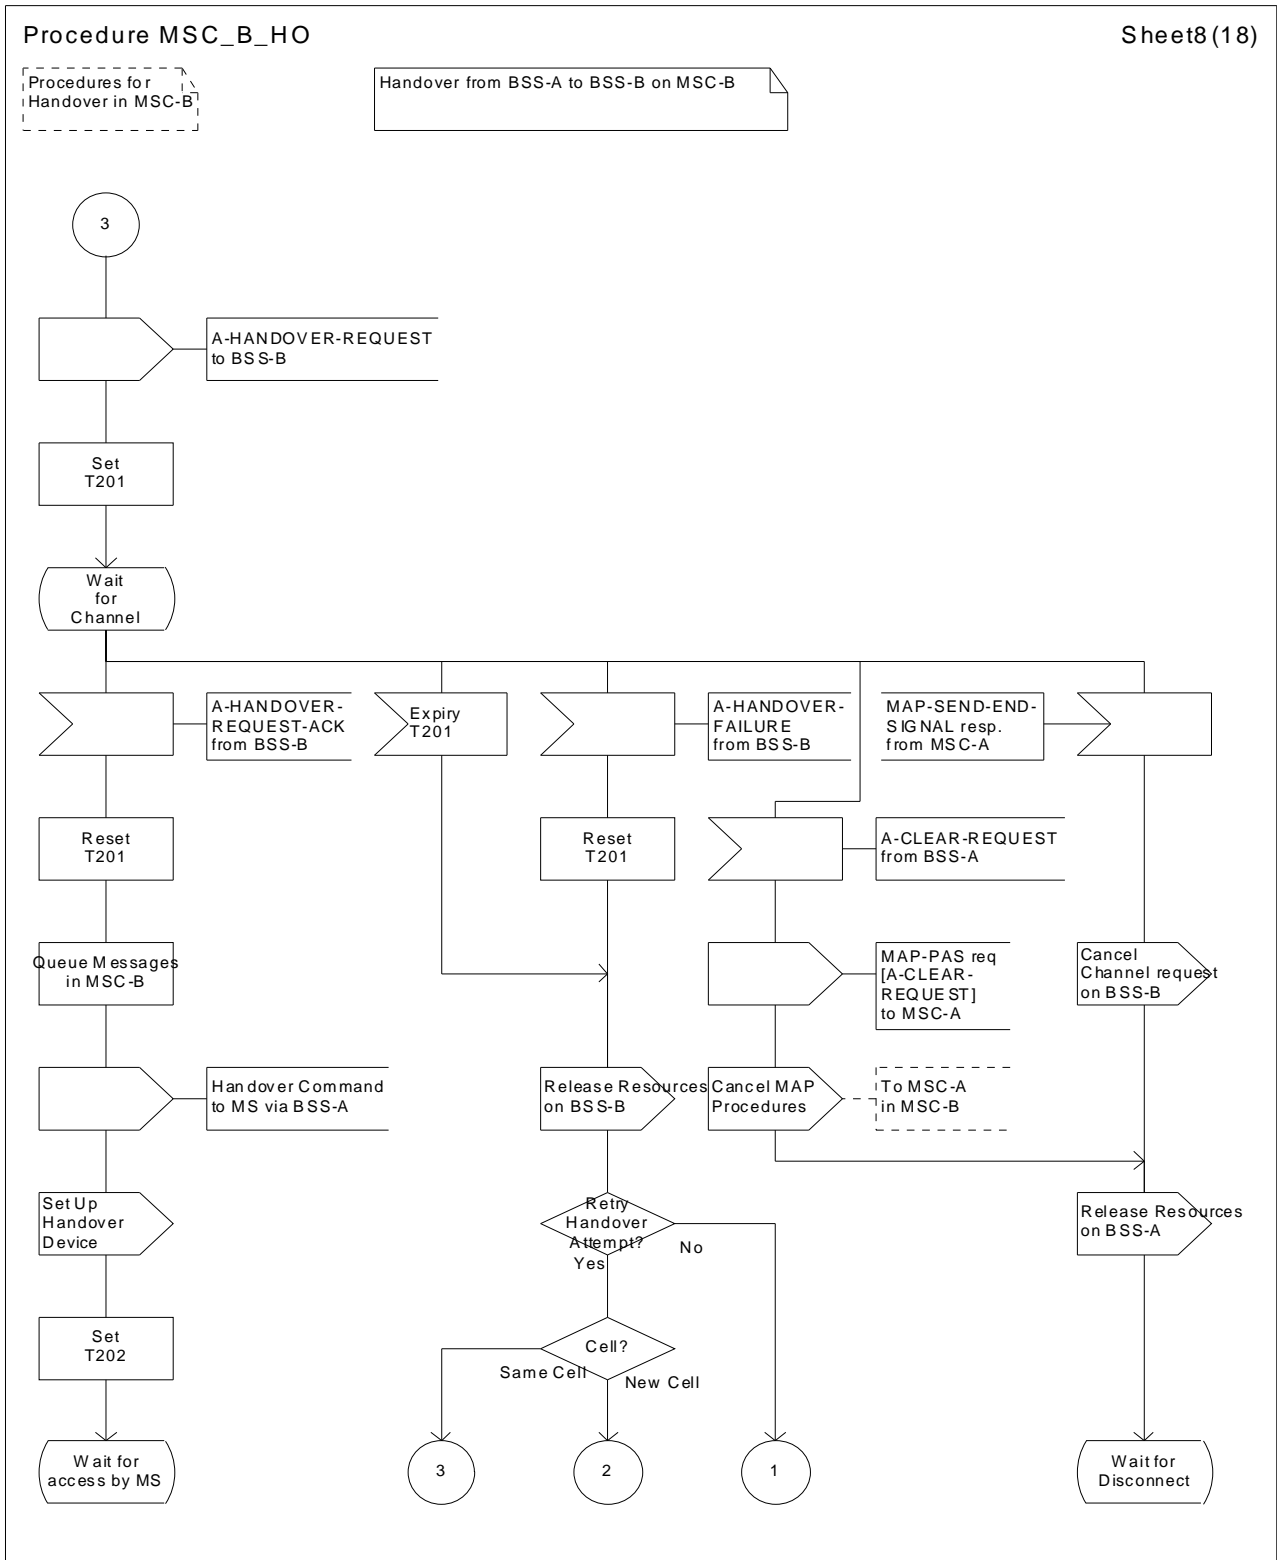 Procedure MSC_B_HO
Sheet8(18)
Procedures for
Handover in MSC-B
Handover from BSS-A to BSS-B on MSC-B
3
A-HANDOVER-REQUEST
to BSS-B
Set
T201
Wait
for
Channel
A-HANDOVER-
REQUEST-ACK
from BSS-B
Expiry
T201
A-HANDOVER-
FAILURE
from BSS-B
MAP-SEND-END-
SIGNAL resp.
from MSC-A
Reset
T201
Reset
T201
A-CLEAR-REQUEST
from BSS-A
Queue Messages
in MSC-B
MAP-PAS req
[A-CLEAR-
REQUEST]
to MSC-A
Cancel
Channel request
on BSS-B
Handover Command
to MS via BSS-A
Release Resources
on BSS-B
Cancel MAP
Procedures
To MSC-A
in MSC-B
Set Up
Handover
Device
Retry
Handover
Attempt?
Yes
No
Release Resources
on BSS-A
Set
T202
Cell?
Same Cell
New Cell
Wait for
access by MS
3
2
1
Wait for
Disconnect